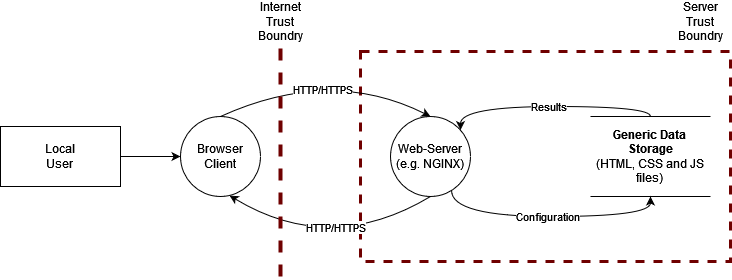 Internet
Trust
Boundry
Server
Trust
Boundry
HTTP/HTTPS
Results
Local
User
Browser
Client
Web-Server
(e.g. NGINX)
Generic Data
Storage
(HTML, CSS and JS
files)
HTTP/HTTPS
Configuration